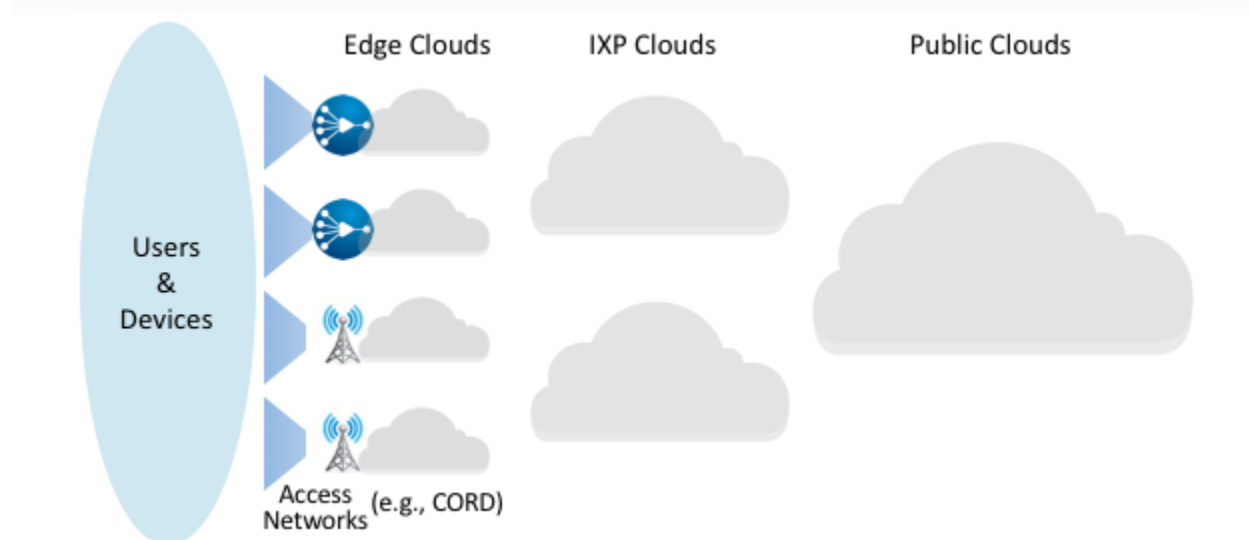 Edge Clouds
IXP Clouds
Public Clouds
Users
&
Devices
Access
Networks
(e.g., CORD)